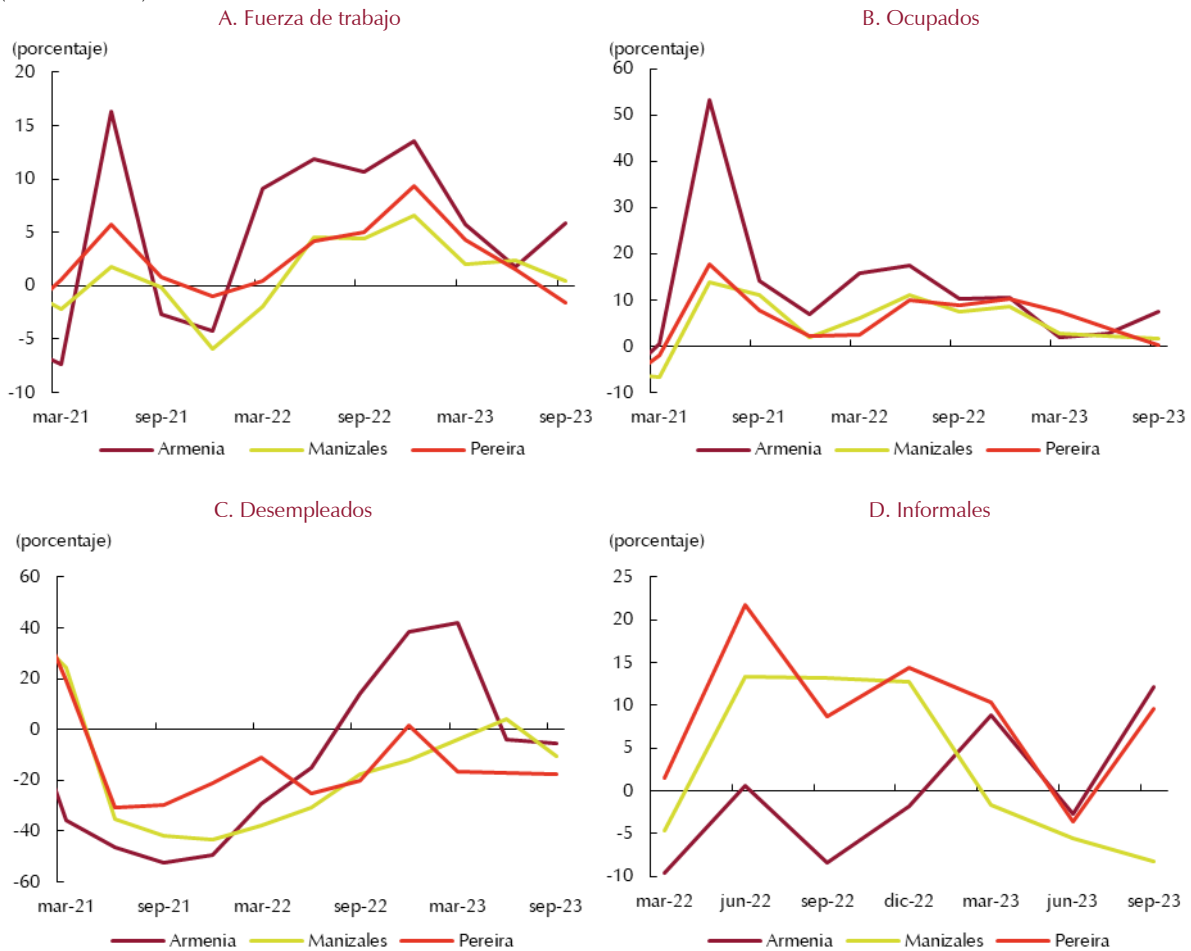 A. Fuerza de trabajo
(porcentaje)
20
15
10
5
0
-5
-10
mar-21 sep-21 mar-22 sep-22 mar-23 sep-23
Armenia Manizales Pereira
B. Ocupados
(porcentaje)
60
50
40
30
20
10
0
-10
mar-21 sep-21 mar-22 sep-22 mar-23 sep-23
Armenia Manizales Pereira
C. Desempleados
(porcentaje)
60
40
20
0
-20
-40
-60
mar-21 sep-21 mar-22 sep-22 mar-23 sep-23
Armenia Manizales Pereira
D. Informales
(porcentaje)
25
20
15
10
5
0
-5
-10
mar-22 jun-22 sep-22 dic-22 mar-23 jun-23 sep-23
Armenia Manizales Pereira